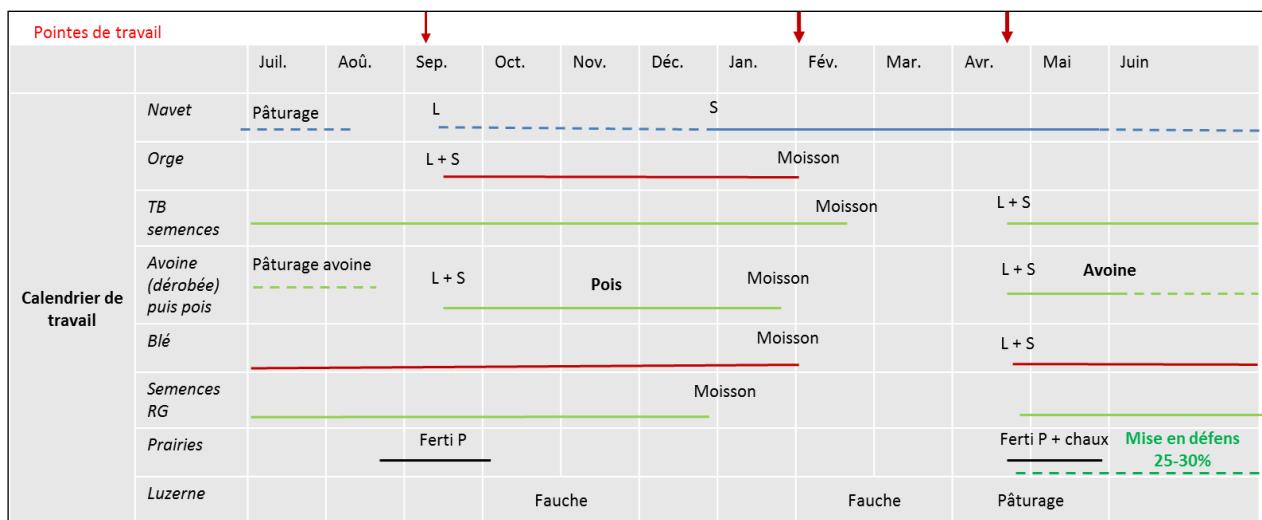 Pointes de travail
Juil. Aoû. Sep. Oct. Nov. Déc. Jan. Fév. Mar. Avr. Mai Juin
Calendrier de
travail
Navet
Pâturage L S
Orge
L + S Moisson
TB
semences
Moisson L + S
Avoine
(dérobée)
puis pois
Pâturage avoine L + S Pois Moisson L + S Avoine
Blé
Moisson L + S
Semences
RG
Moisson
Prairies
Ferti P Ferti P + chaux Mise en défens
25-30%
Luzerne
Fauche Fauche Pâturage